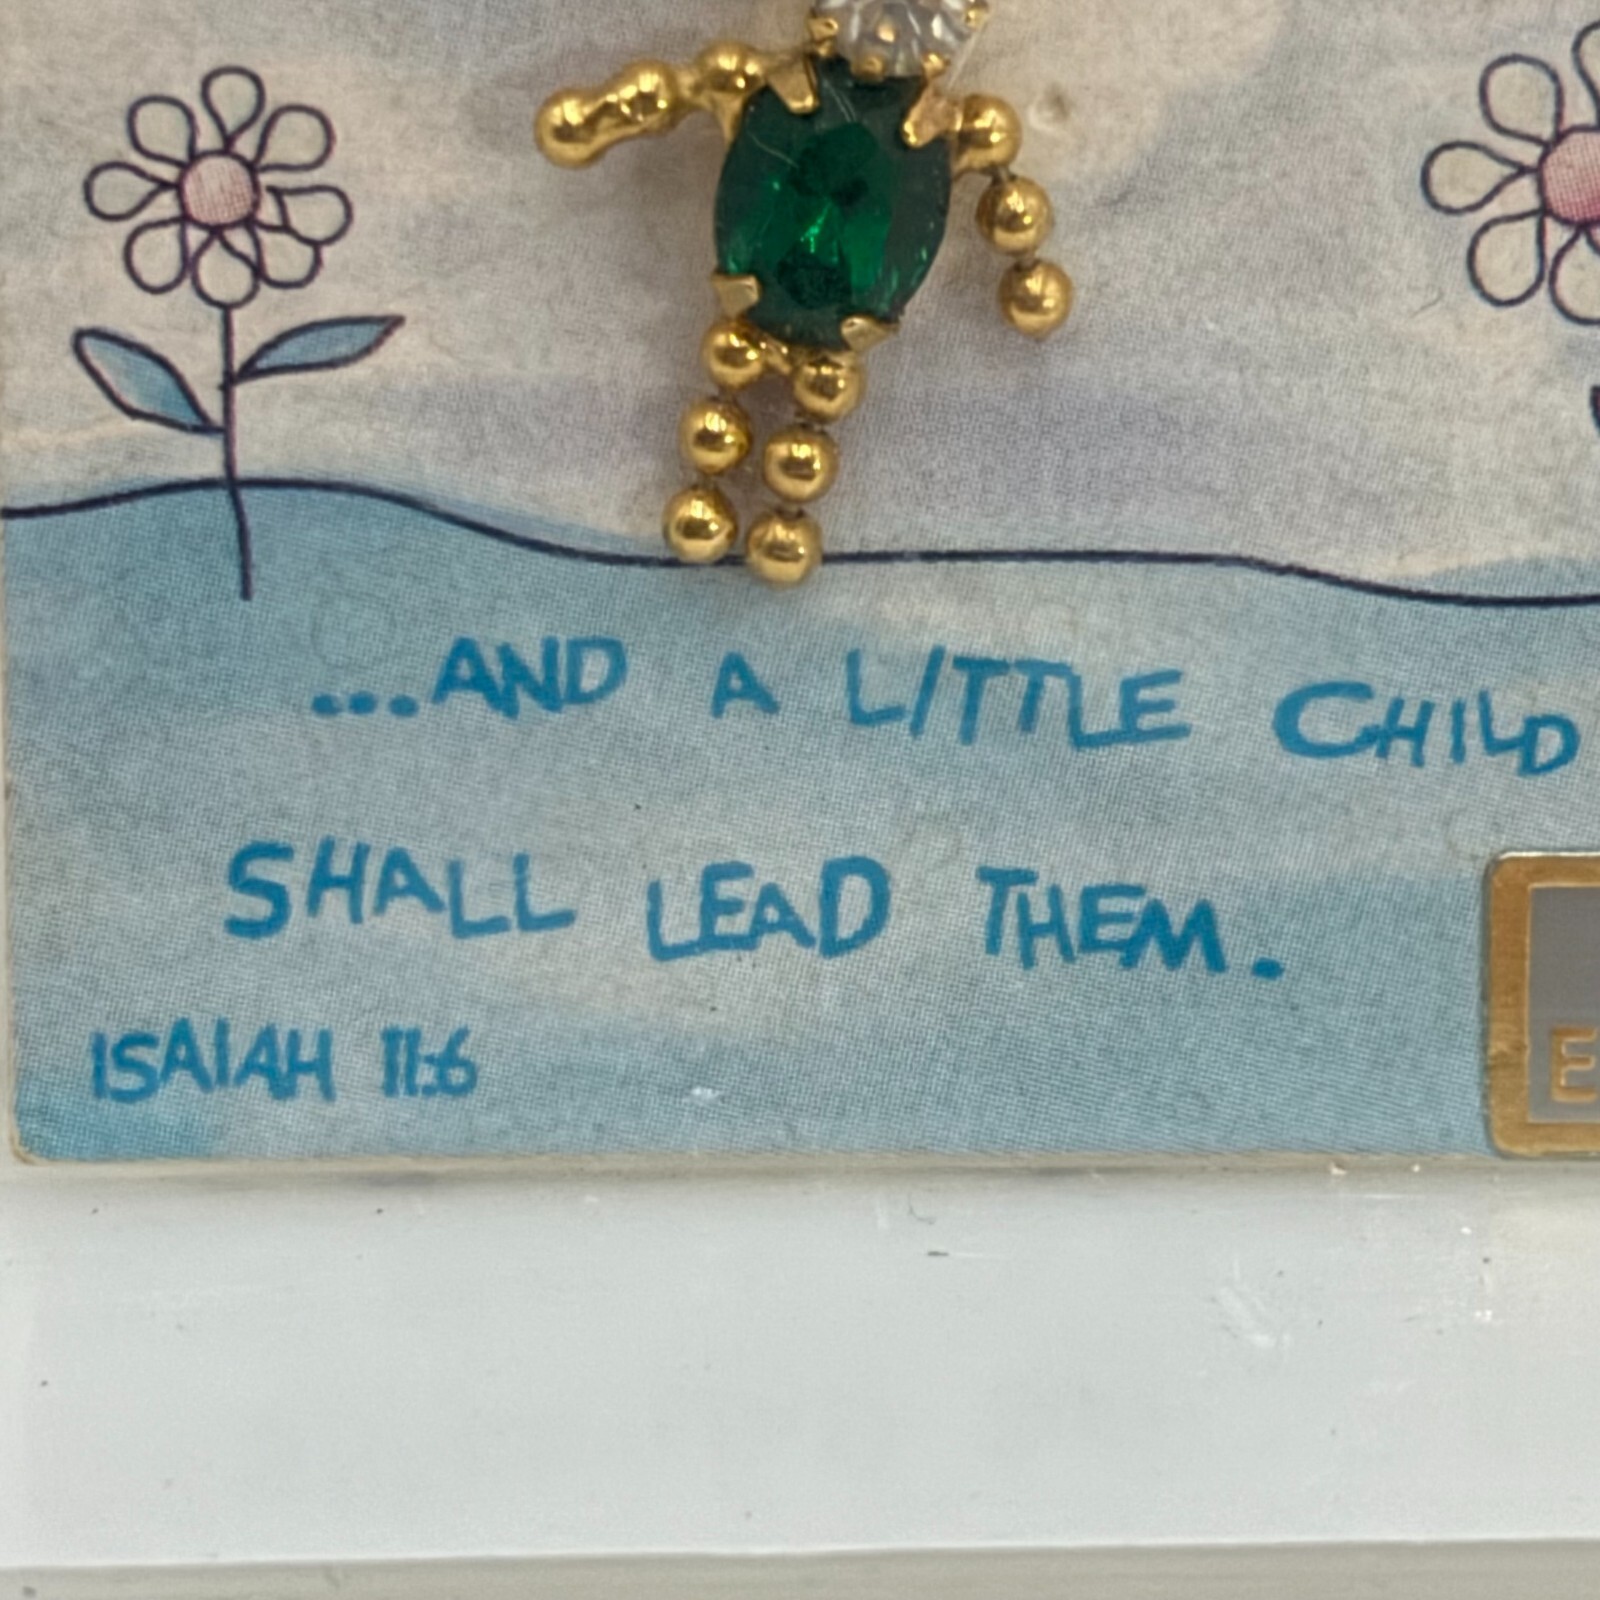 ...AND A LITTLE CHILD
SHALL LEAD THEM.
ISAIAH 11:6